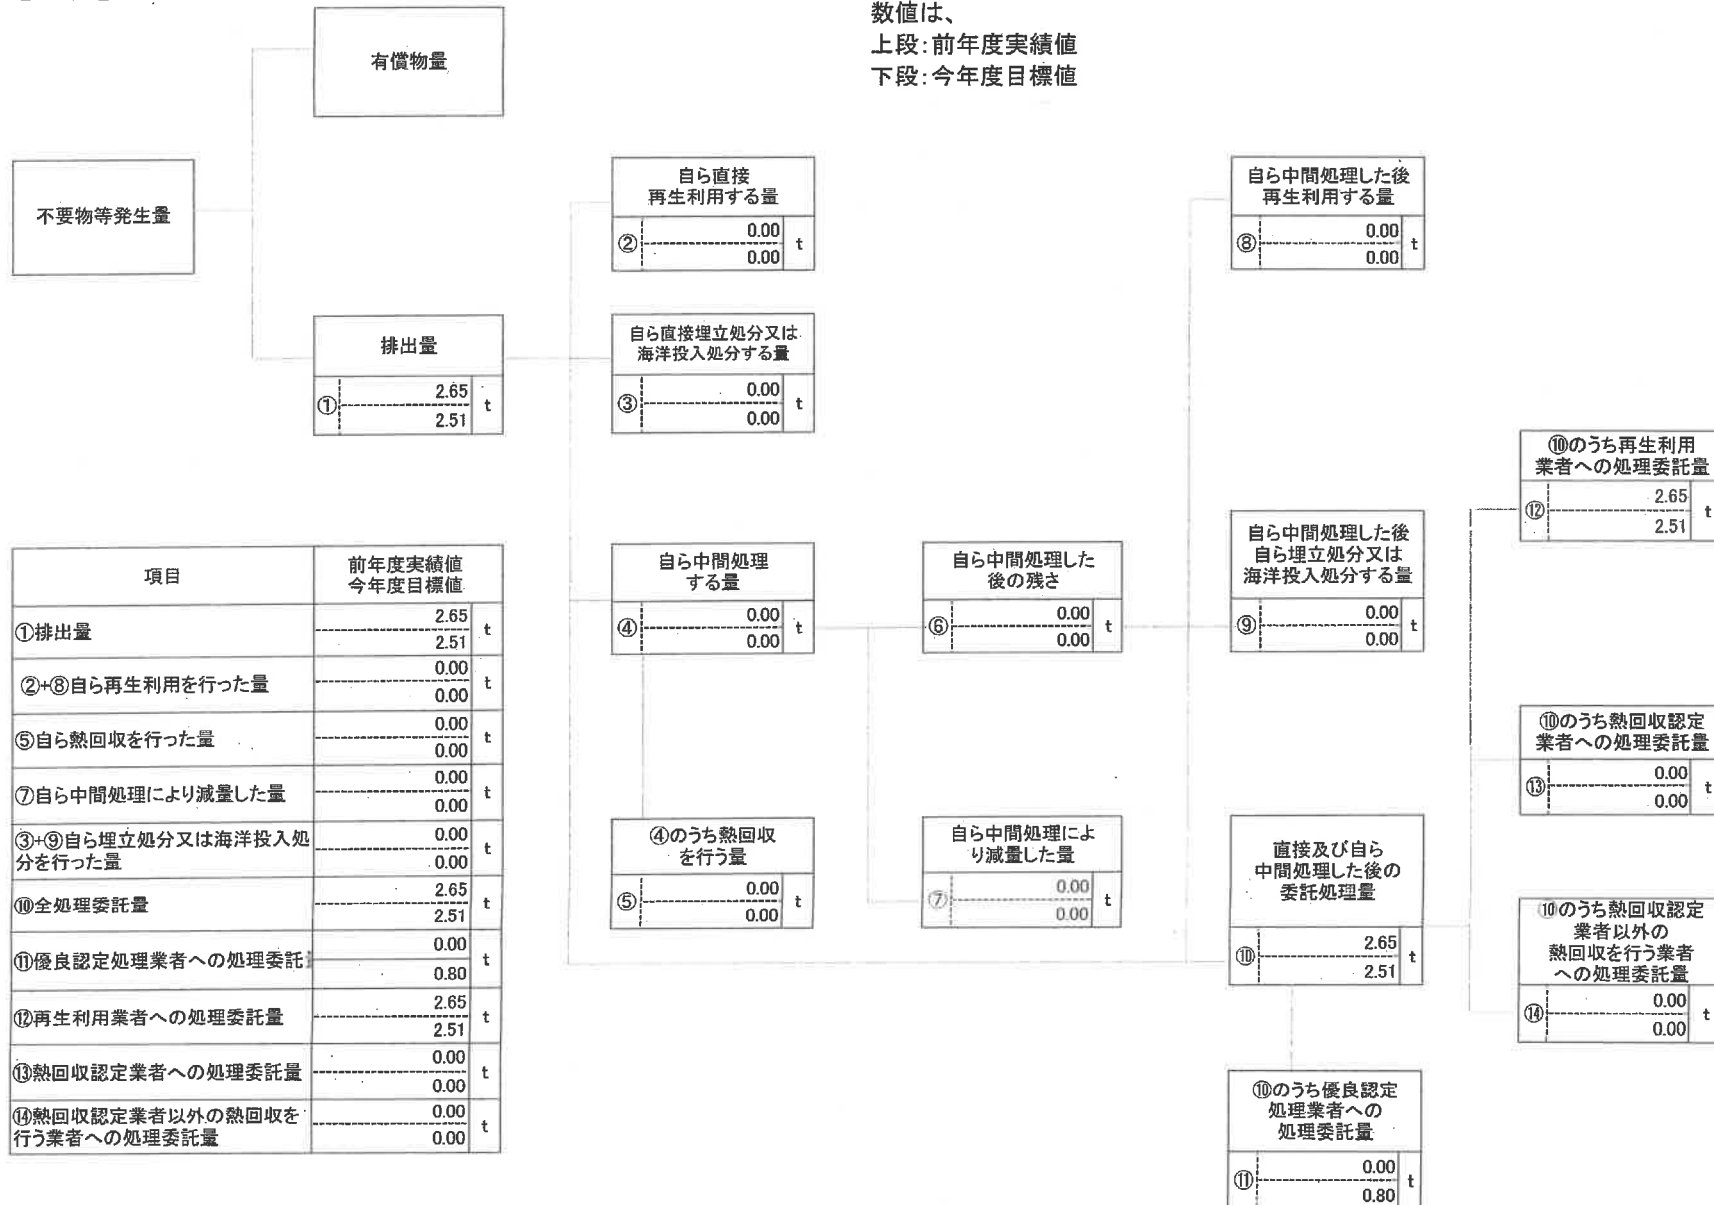 数値は、
上段:前年度実績値
下段:今年度目標値
有償物量
不要物等発生量
排出量
①
2.65
2.51
t
自ら直接
再生利用する量
②
0.00
0.00
t
自ら直接埋立処分又は
海洋投入処分する量
③
0.00
0.00
t
自ら中間処理
する量
④
0.00
0.00
t
④のうち熱回収
を行う量
⑤
0.00
0.00
t
自ら中間処理した
後の残さ
⑥
0.00
0.00
t
自ら中間処理によ
り減量した量
⑦
0.00
0.00
t
自ら中間処理した後
再生利用する量
⑧
0.00
0.00
t
自ら中間処理した後
自ら埋立処分又は
海洋投入処分する量
⑨
0.00
0.00
t
直接及び自ら
中間処理した後の
委託処理量
⑩
2.65
2.51
t
⑩のうち優良認定
処理業者への
処理委託量
⑪
0.00
0.80
t
⑩のうち再生利用
業者への処理委託量
⑫
2.65
2.51
t
⑩のうち熱回収認定
業者への処理委託量
⑬
0.00
0.00
t
⑩のうち熱回収認定
業者以外の
熱回収を行う業者
への処理委託量
⑭
0.00
0.00
t
項目
前年度実績値
今年度目標値
①排出量
2.65
2.51
t
②+⑧自ら再生利用を行った量
0.00
0.00
t
⑤自ら熱回収を行った量
0.00
0.00
t
⑦自ら中間処理により減量した量
0.00
0.00
t
③+⑨自ら埋立処分又は海洋投入処
分を行った量
0.00
0.00
t
⑩全処理委託量
2.65
2.51
t
⑪優良認定処理業者への処理委託
0.00
0.80
t
⑫再生利用業者への処理委託量
2.65
2.51
t
⑬熱回収認定業者への処理委託量
0.00
0.00
t
⑭熱回収認定業者以外の熱回収を
行う業者への処理委託量
0.00
0.00
t